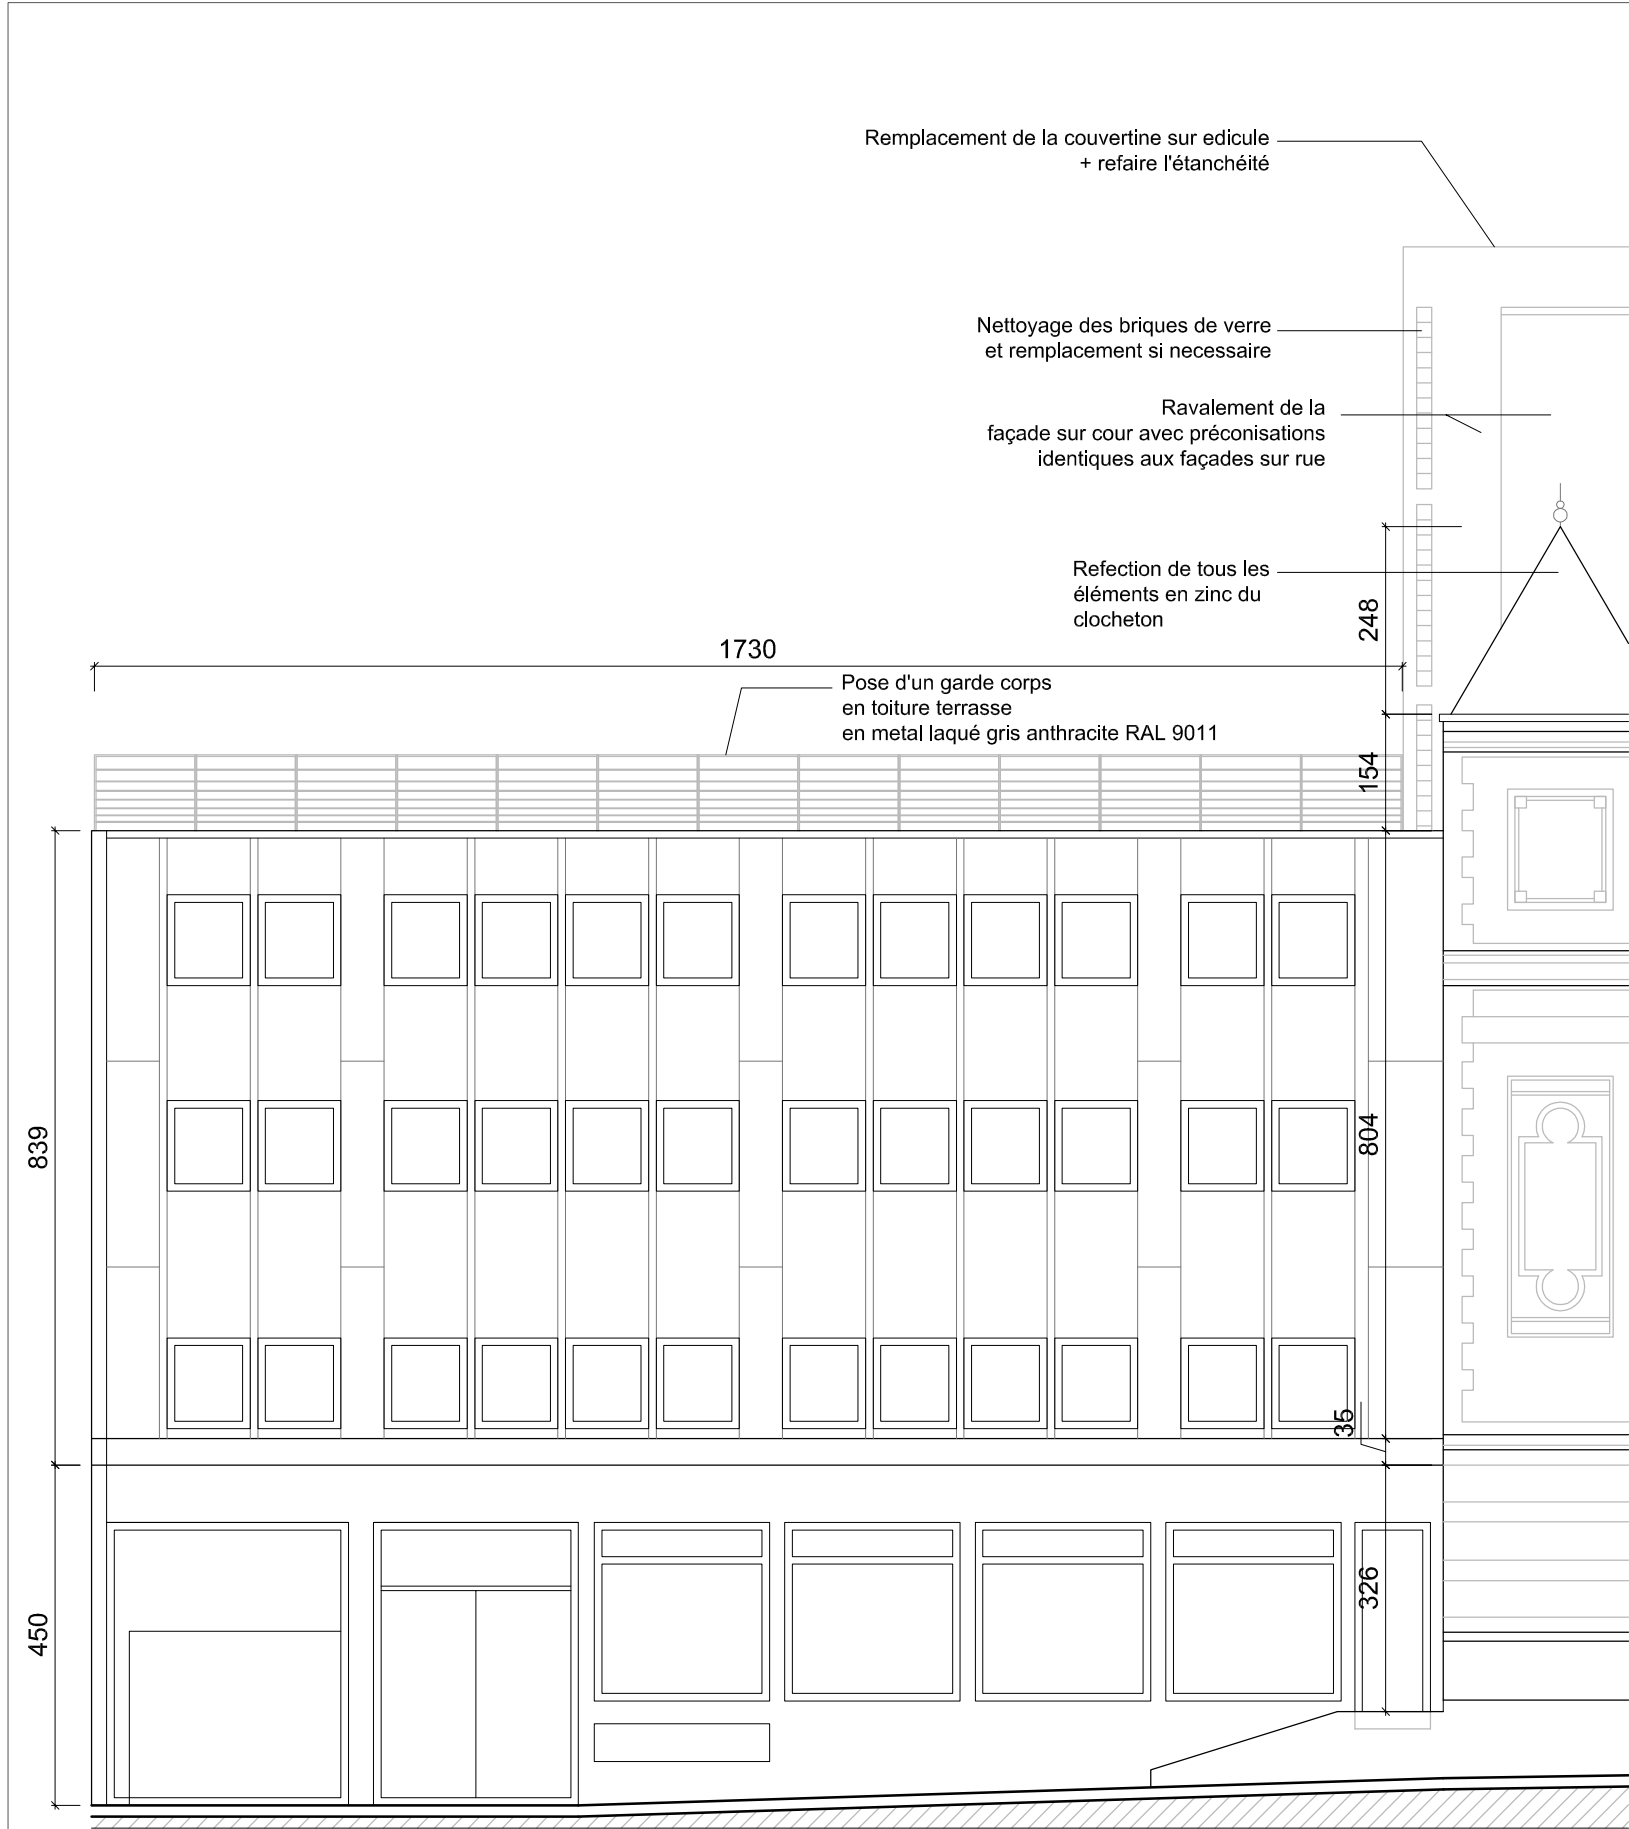 Remplacement de la couvertine sur edicule
+ refaire l'étanchéité
Nettoyage des briques de verre
et remplacement si necessaire
Ravalement de la
façade sur cour avec préconisations
identiques aux façades sur rue
Refection de tous les
éléments en zinc du
clocheton
248
1730
Pose d'un garde corps
en toiture terrasse
en metal laqué gris anthracite RAL 9011
154
839
804
35
450
326